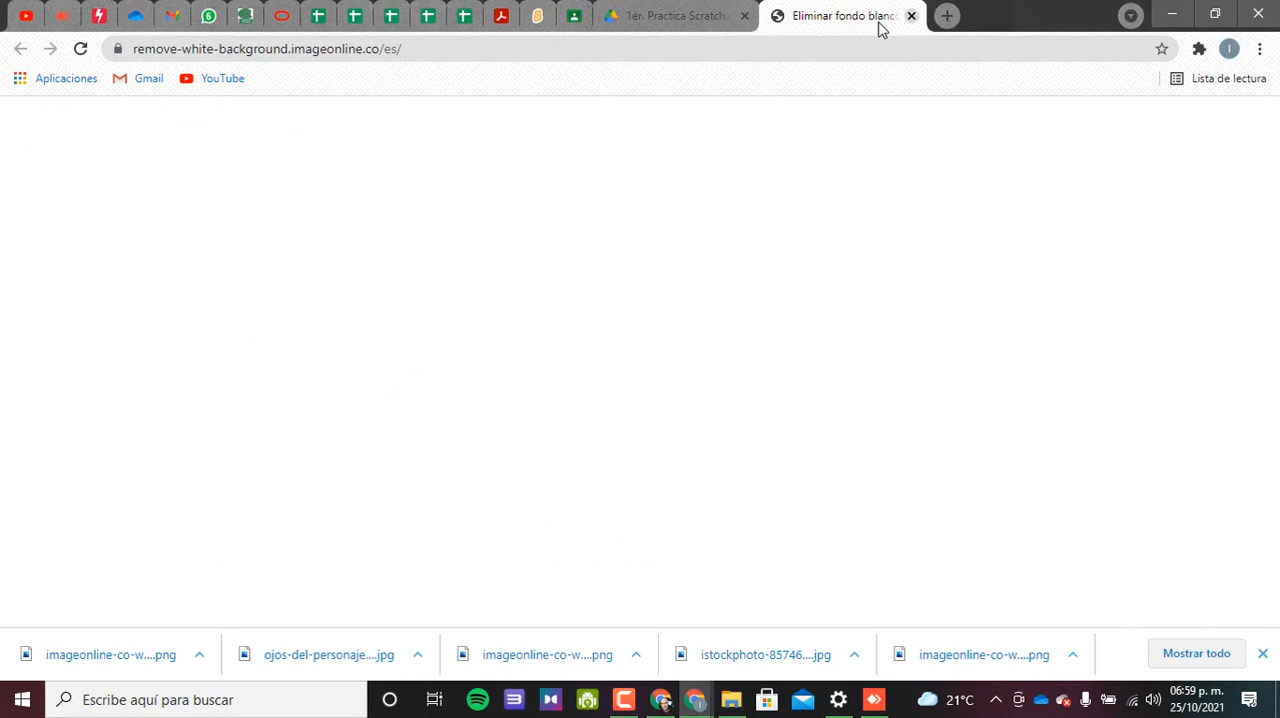 1er. Practica Scratch
Eliminar fondo blanc
remove-white-background.imageonline.co/es/
Aplicaciones
Gmail
YouTube
Lista de lectura
imageonline-co-w....png
ojos-del-personaje....jpg
imageonline-co-w....png
istockphoto-85746....jpg
imageonline-co-w....png
Mostrar todo
Escribe aquí para buscar
21°C
06:59 p. m.
25/10/2021